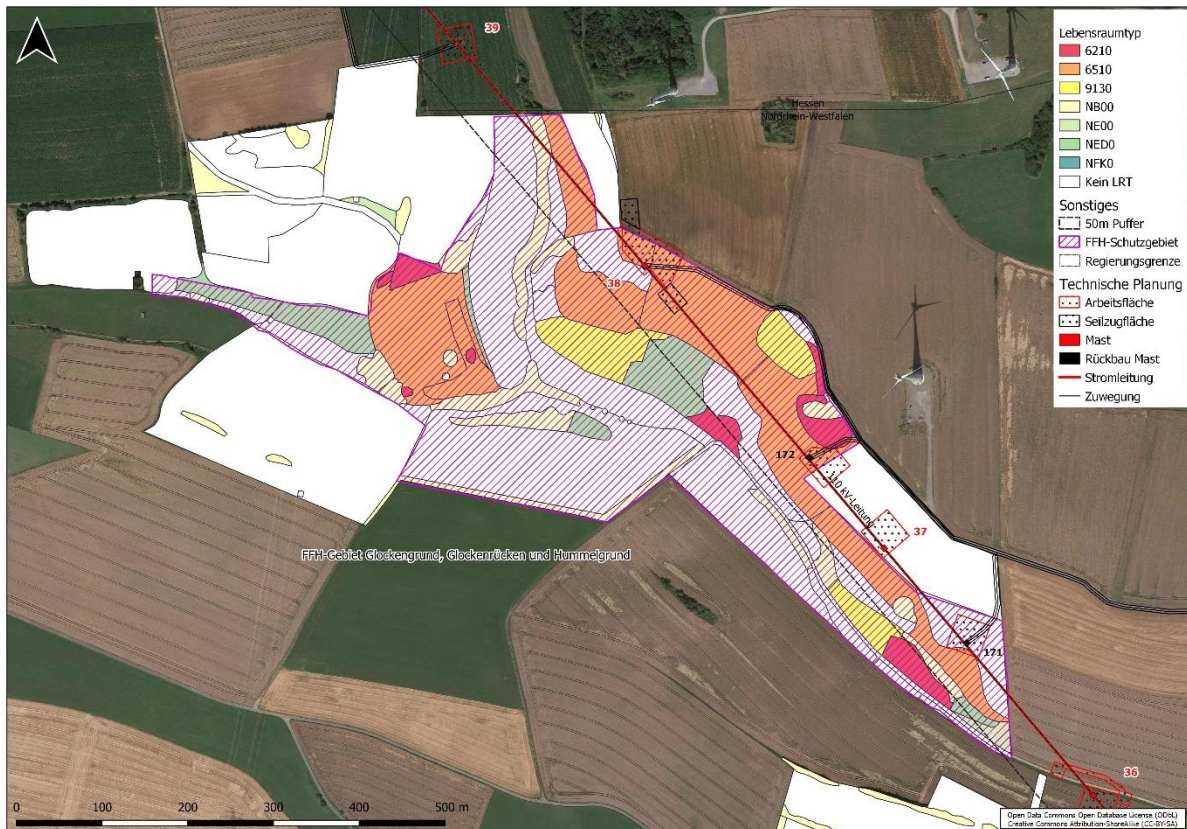 39
Hessen
Nordrhein-Westfalen
38
172
110 kV-Leitung
37
FFH-Gebiet Glockengrund, Glockenrücken und Hummelgrund
171
36
Lebensraumtyp
6210
6510
9130
NB00
NE00
NED0
NFK0
Kein LRT
Sonstiges
50m Puffer
FFH-Schutzgebiet
Regierungsgrenze
Technische Planung
Arbeitsfläche
Seilzugfläche
Mast
Rückbau Mast
Stromleitung
Zuwegung
0 100 200 300 400 500 m
Open Data Commons Open Database License (ODbL)
Creative Commons Attribution-ShareAlike (CC-BY-SA)